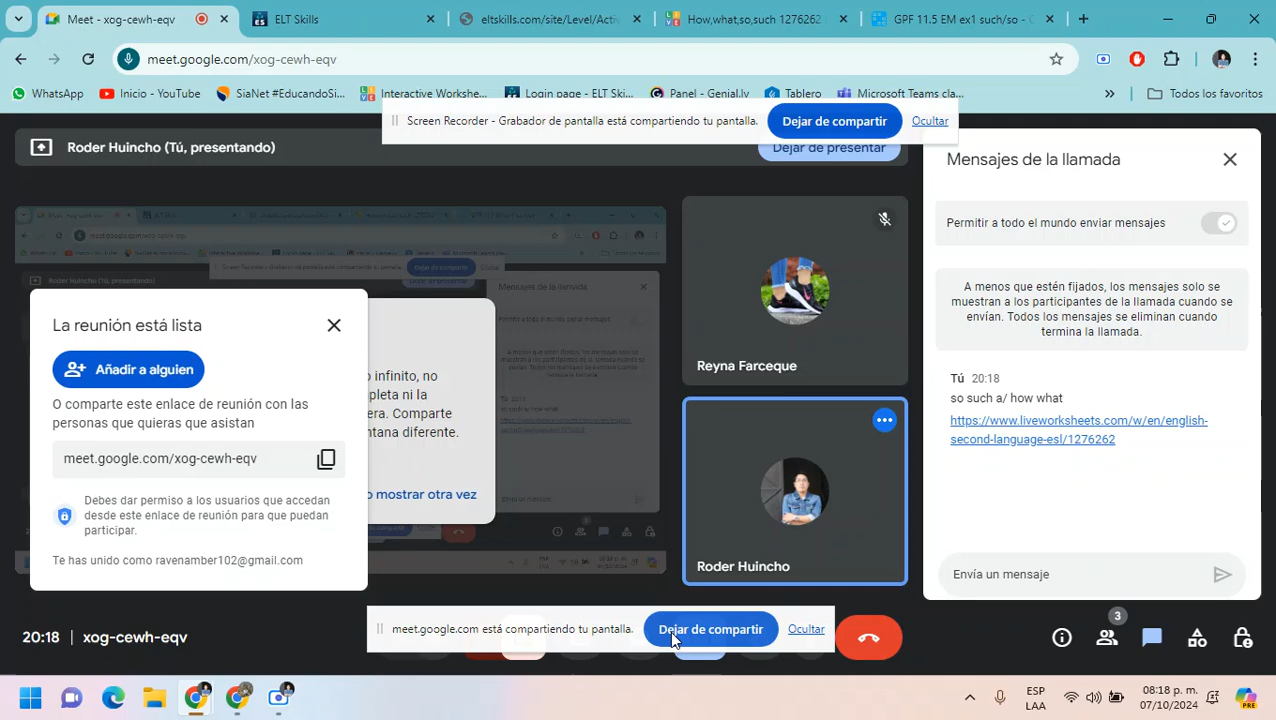 Meet - xog-cewh-eqv
ELT Skills
eltskills.com/site/Level/Activ
How,what,so,such 1276262
GPF 11.5 EM ex1 such/so - C
meet.google.com/xog-cewh-eqv
WhatsApp
Inicio - YouTube
SiaNet #EducandoSi...
Login page - ELT Sk...
Panel - Genial.ly
Tablero
Microsoft Teams cla...
Todos los favoritos
Screen Recorder - Grabador de pantalla está compartiendo tu pantalla.
Dejar de compartir
Ocultar
Roder Huincho (Tú, presentando)
Dejar de presentar
Mensajes de la llamada
Permitir a todo el mundo enviar mensajes
A menos que estén fijados, los mensajes solo se
muestran a los participantes de la llamada cuando se
envían. Todos los mensajes se eliminan cuando
termina la llamada.
Tú 20:18
so such a/ how what
https://www.liveworksheets.com/w/en/english-
second-language-esl/1276262
Envía un mensaje
La reunión está lista
Añadir a alguien
O comparte este enlace de reunión con las
personas que quieras que asistan
meet.google.com/xog-cewh-eqv
Debes dar permiso a los usuarios que accedan
desde este enlace de reunión para que puedan
participar.
Te has unido como ravenamber102@gmail.com
o infinito, no
pleta ni la
era. Comparte
ntana diferente.
o mostrar otra vez
Reyna Farceque
Roder Huincho
meet.google.com está compartiendo tu pantalla.
Dejar de compartir
Ocultar
20:18
xog-cewh-eqv
3
ESP
LAA
08:18 p. m.
07/10/2024
PRE